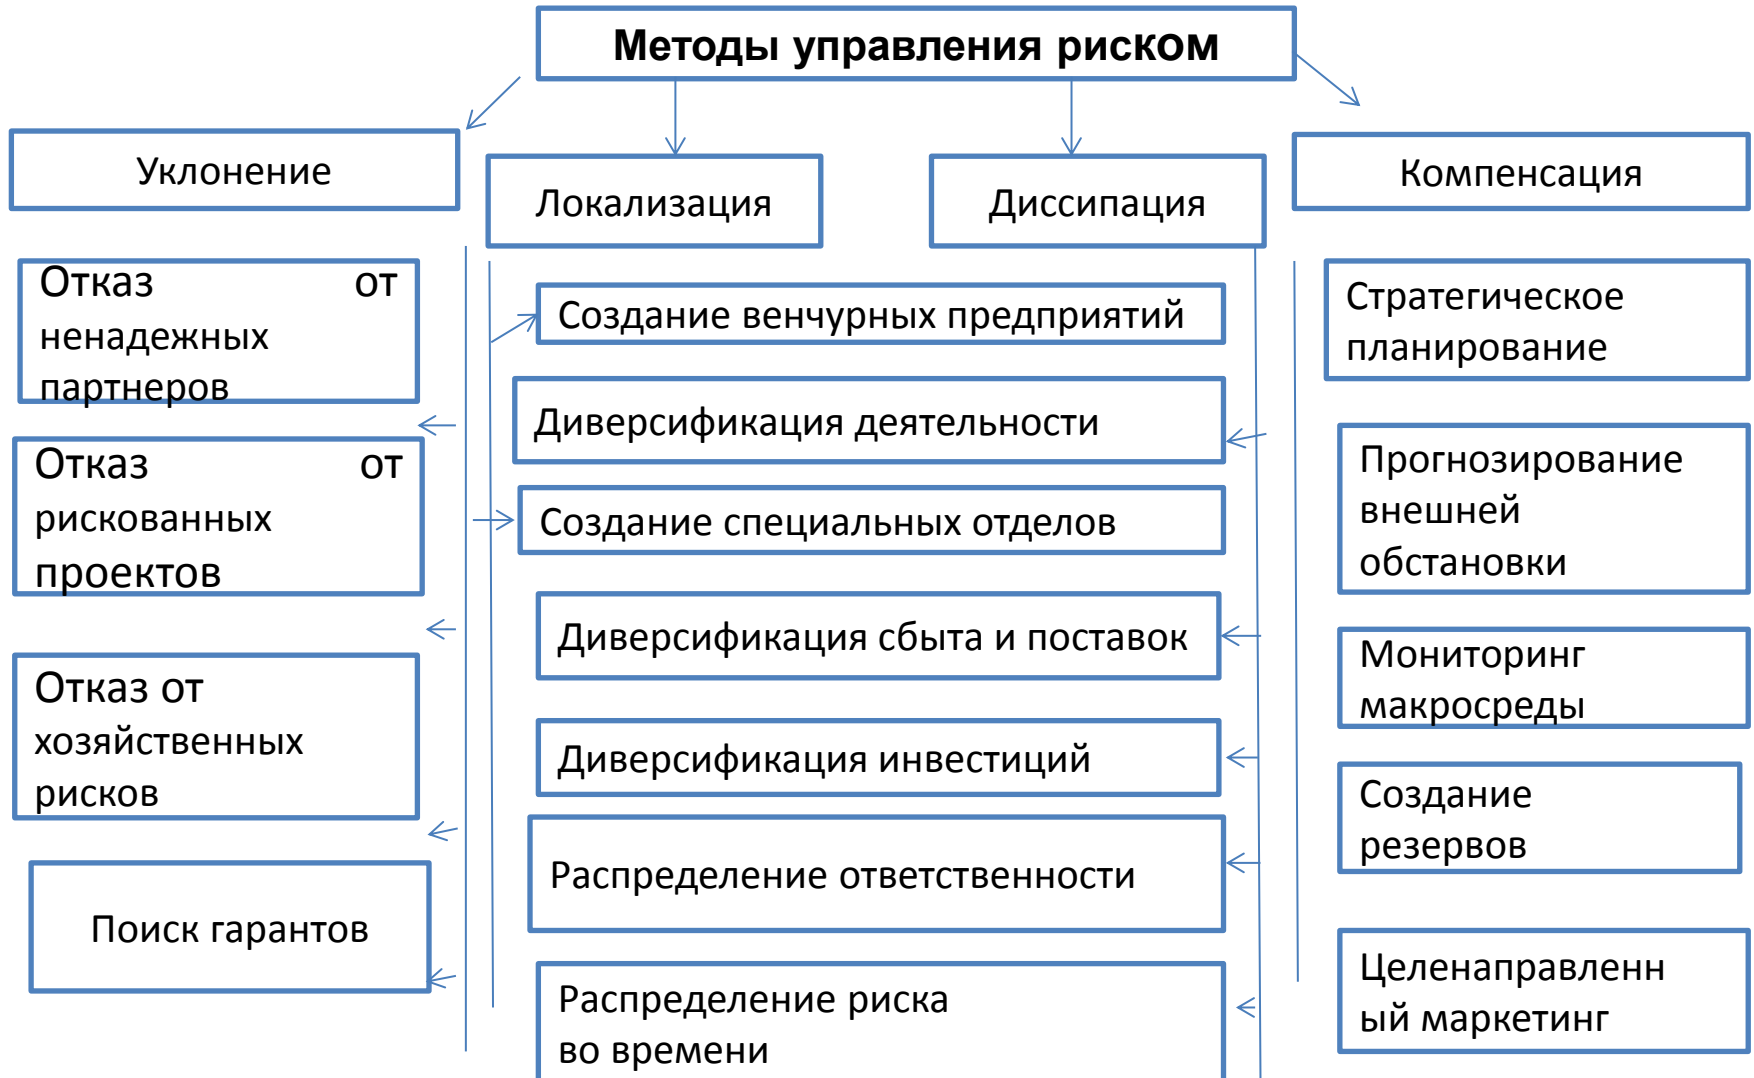 Методы управления риском
Уклонение
Локализация
Диссипация
Компенсация
Отказ от
ненадежных
партнеров
Отказ от
рискованных
проектов
Отказ от
хозяйственных
рисков
Поиск гарантов
Создание венчурных предприятий
Диверсификация деятельности
Создание специальных отделов
Диверсификация сбыта и поставок
Диверсификация инвестиций
Распределение ответственности
Распределение риска
во времени
Стратегическое
планирование
Прогнозирование
внешней
обстановки
Мониторинг
макросреды
Создание
резервов
Целенаправленн
ый маркетинг